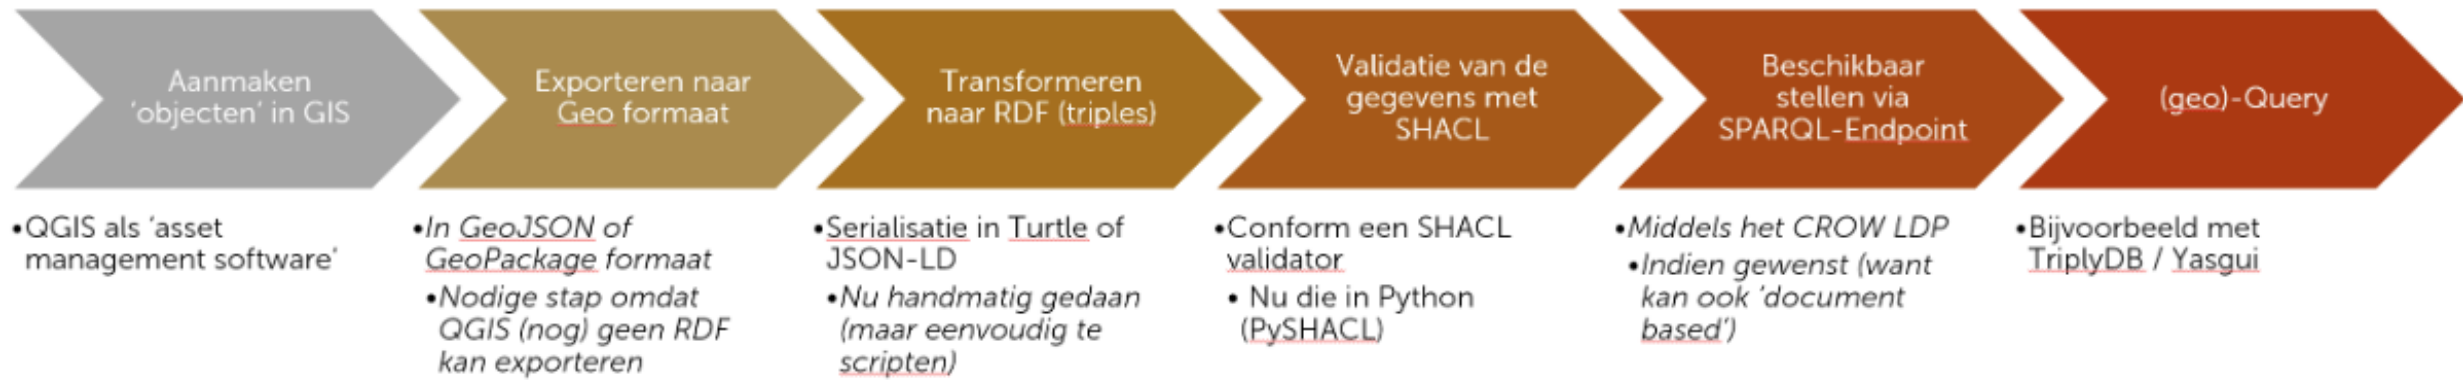 Aanmaken
'objecten' in GIS
Exporteren naar
Geo formaat
Transformeren
naar RDF (triples)
Validatie van de
gegevens met
SHACL
Beschikbaar
stellen via
SPARQL-Endpoint
(geo)-Query
•QGIS als 'asset
management software'
•In GeoJSON of
GeoPackage formaat
•Nodige stap omdat
QGIS (nog) geen RDF
kan exporteren
•Serialisatie in Turtle of
JSON-LD
•Nu handmatig gedaan
(maar eenvoudig te
scripten)
•Conform een SHACL
validator
• Nu die in Python
(PySHACL)
•Middels het CROW LDP
•Indien gewenst (want
kan ook 'document
based')
•Bijvoorbeeld met
TriplyDB / Yasgui